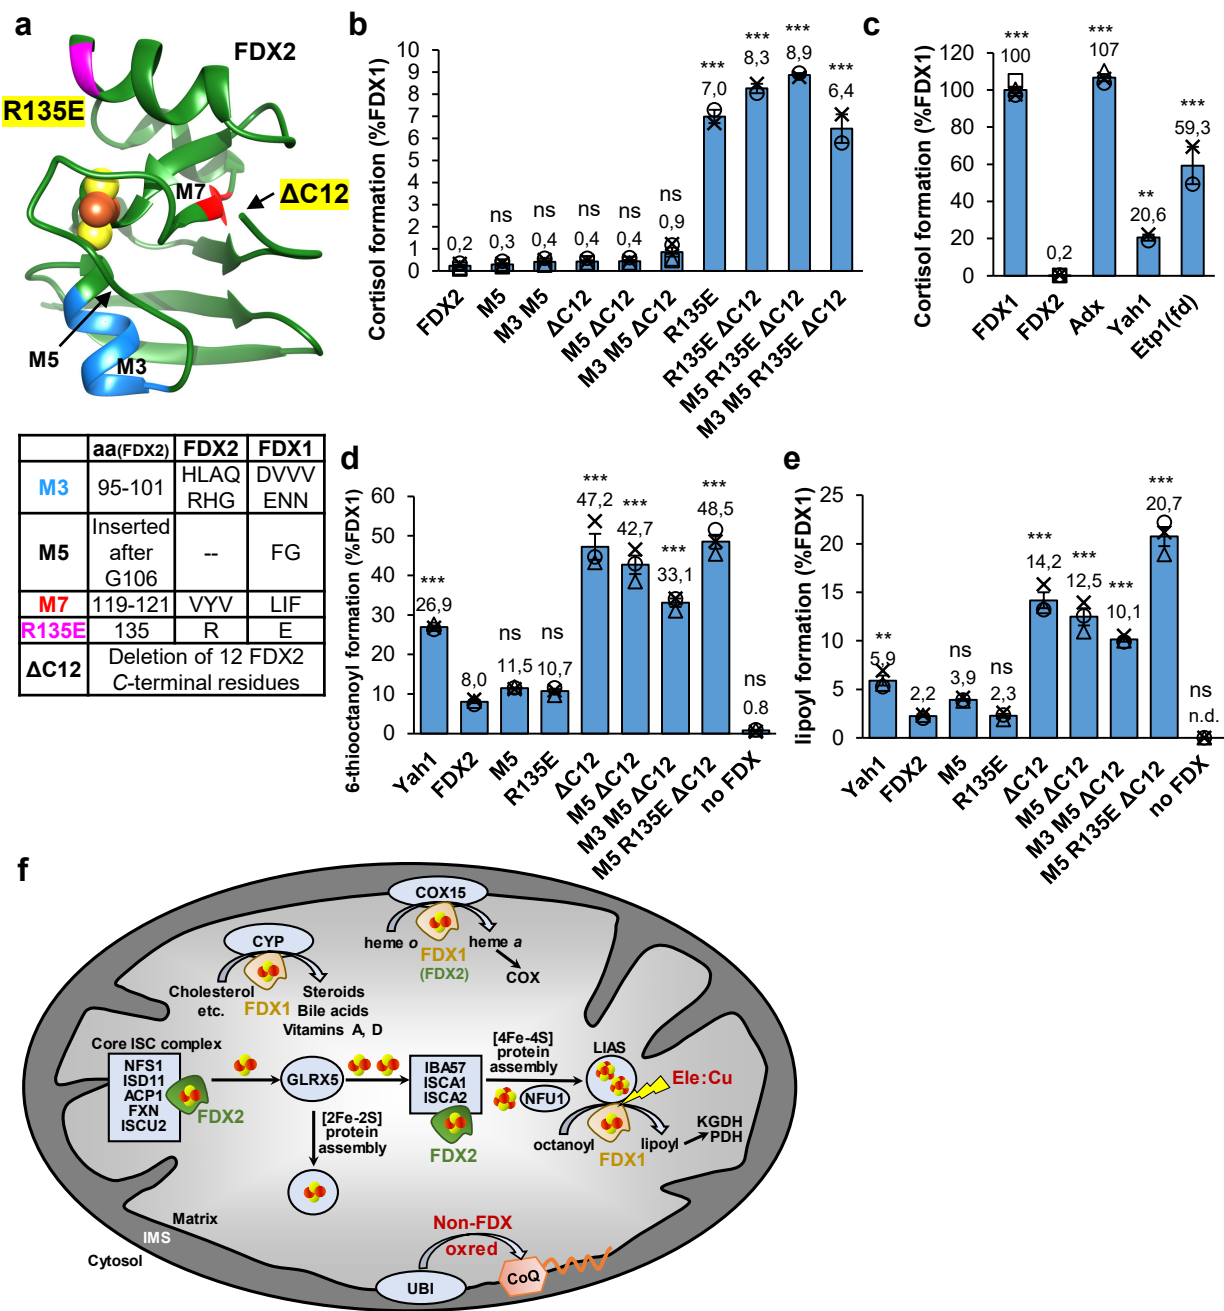 a
FDX2
R135E
M7
ΔC12
M5
M3
aa(FDX2) FDX2 FDX1
M3 95-101 HLAQ RHG DVVV ENN
M5 Inserted after G106 -- FG
M7 119-121 VYV LIF
R135E 135 R E
ΔC12 Deletion of 12 FDX2 C-terminal residues
b
Cortisol formation (%FDX1)
10
9
8
7
6
5
4
3
2
1
0
0,2
ns
0,3
ns
0,4
ns
0,4
ns
0,4
ns
0,9
***
7,0
***
8,3
***
8,9
***
6,4
FDX2
M5
M3 M5
ΔC12
M5 ΔC12
M3 M5 ΔC12
R135E
R135E ΔC12
M5 R135E ΔC12
M3 M5 R135E ΔC12
c
Cortisol formation (%FDX1)
120
100
80
60
40
20
0
***
100
0,2
***
107
**
20,6
***
59,3
FDX1
FDX2
Adx
Yah1
Etp1(fd)
d
6-thiooctanoyl formation (%FDX1)
60
50
40
30
20
10
0
***
26,9
8,0
ns
11,5
ns
10,7
***
47,2
***
42,7
***
33,1
***
48,5
ns
0.8
Yah1
FDX2
M5
R135E
ΔC12
M5 ΔC12
M3 M5 ΔC12
M5 R135E ΔC12
no FDX
e
lipoyl formation (%FDX1)
25
20
15
10
5
0
**
5,9
2,2
ns
3,9
ns
2,3
***
14,2
***
12,5
***
10,1
***
20,7
ns
n.d.
Yah1
FDX2
M5
R135E
ΔC12
M5 ΔC12
M3 M5 ΔC12
M5 R135E ΔC12
no FDX
f
COX15
heme o
heme a
FDX1
(FDX2)
COX
CYP
Cholesterol
etc.
FDX1
Steroids
Bile acids
Vitamins A, D
Core ISC complex
NFS1
ISD11
ACP1
FXN
ISCU2
FDX2
GLRX5
[2Fe-2S]
protein
assembly
IBA57
ISCA1
ISCA2
FDX2
[4Fe-4S]
protein
assembly
NFU1
LIAS
Ele:Cu
octanoyl
lipoyl
FDX1
KGDH
PDH
Matrix
IMS
Cytosol
Non-FDX
oxred
UBI
CoQ